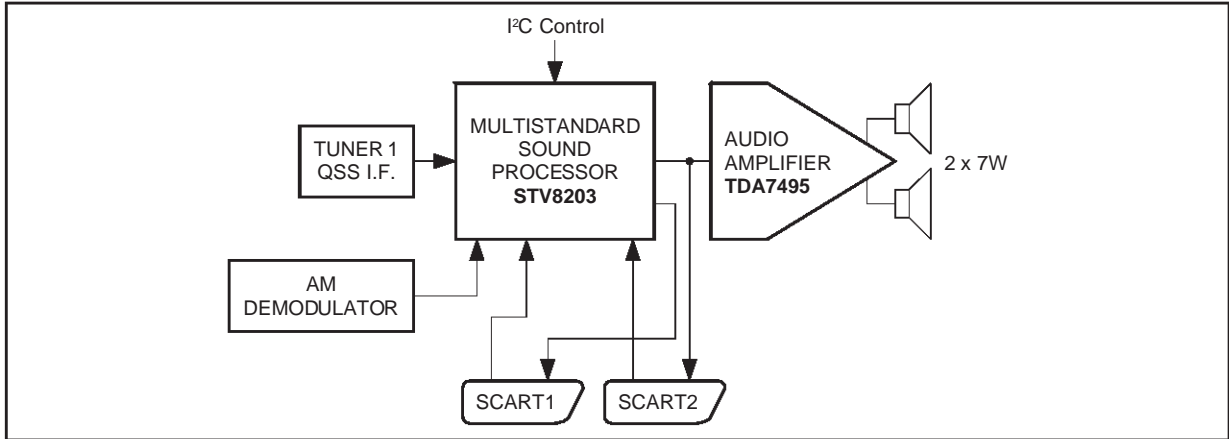 I²C Control
MULTISTANDARD
SOUND
PROCESSOR
STV8203
TUNER 1
QSS I.F.
AUDIO
AMPLIFIER
TDA7495
2 x 7W
AM
DEMODULATOR
SCART1
SCART2